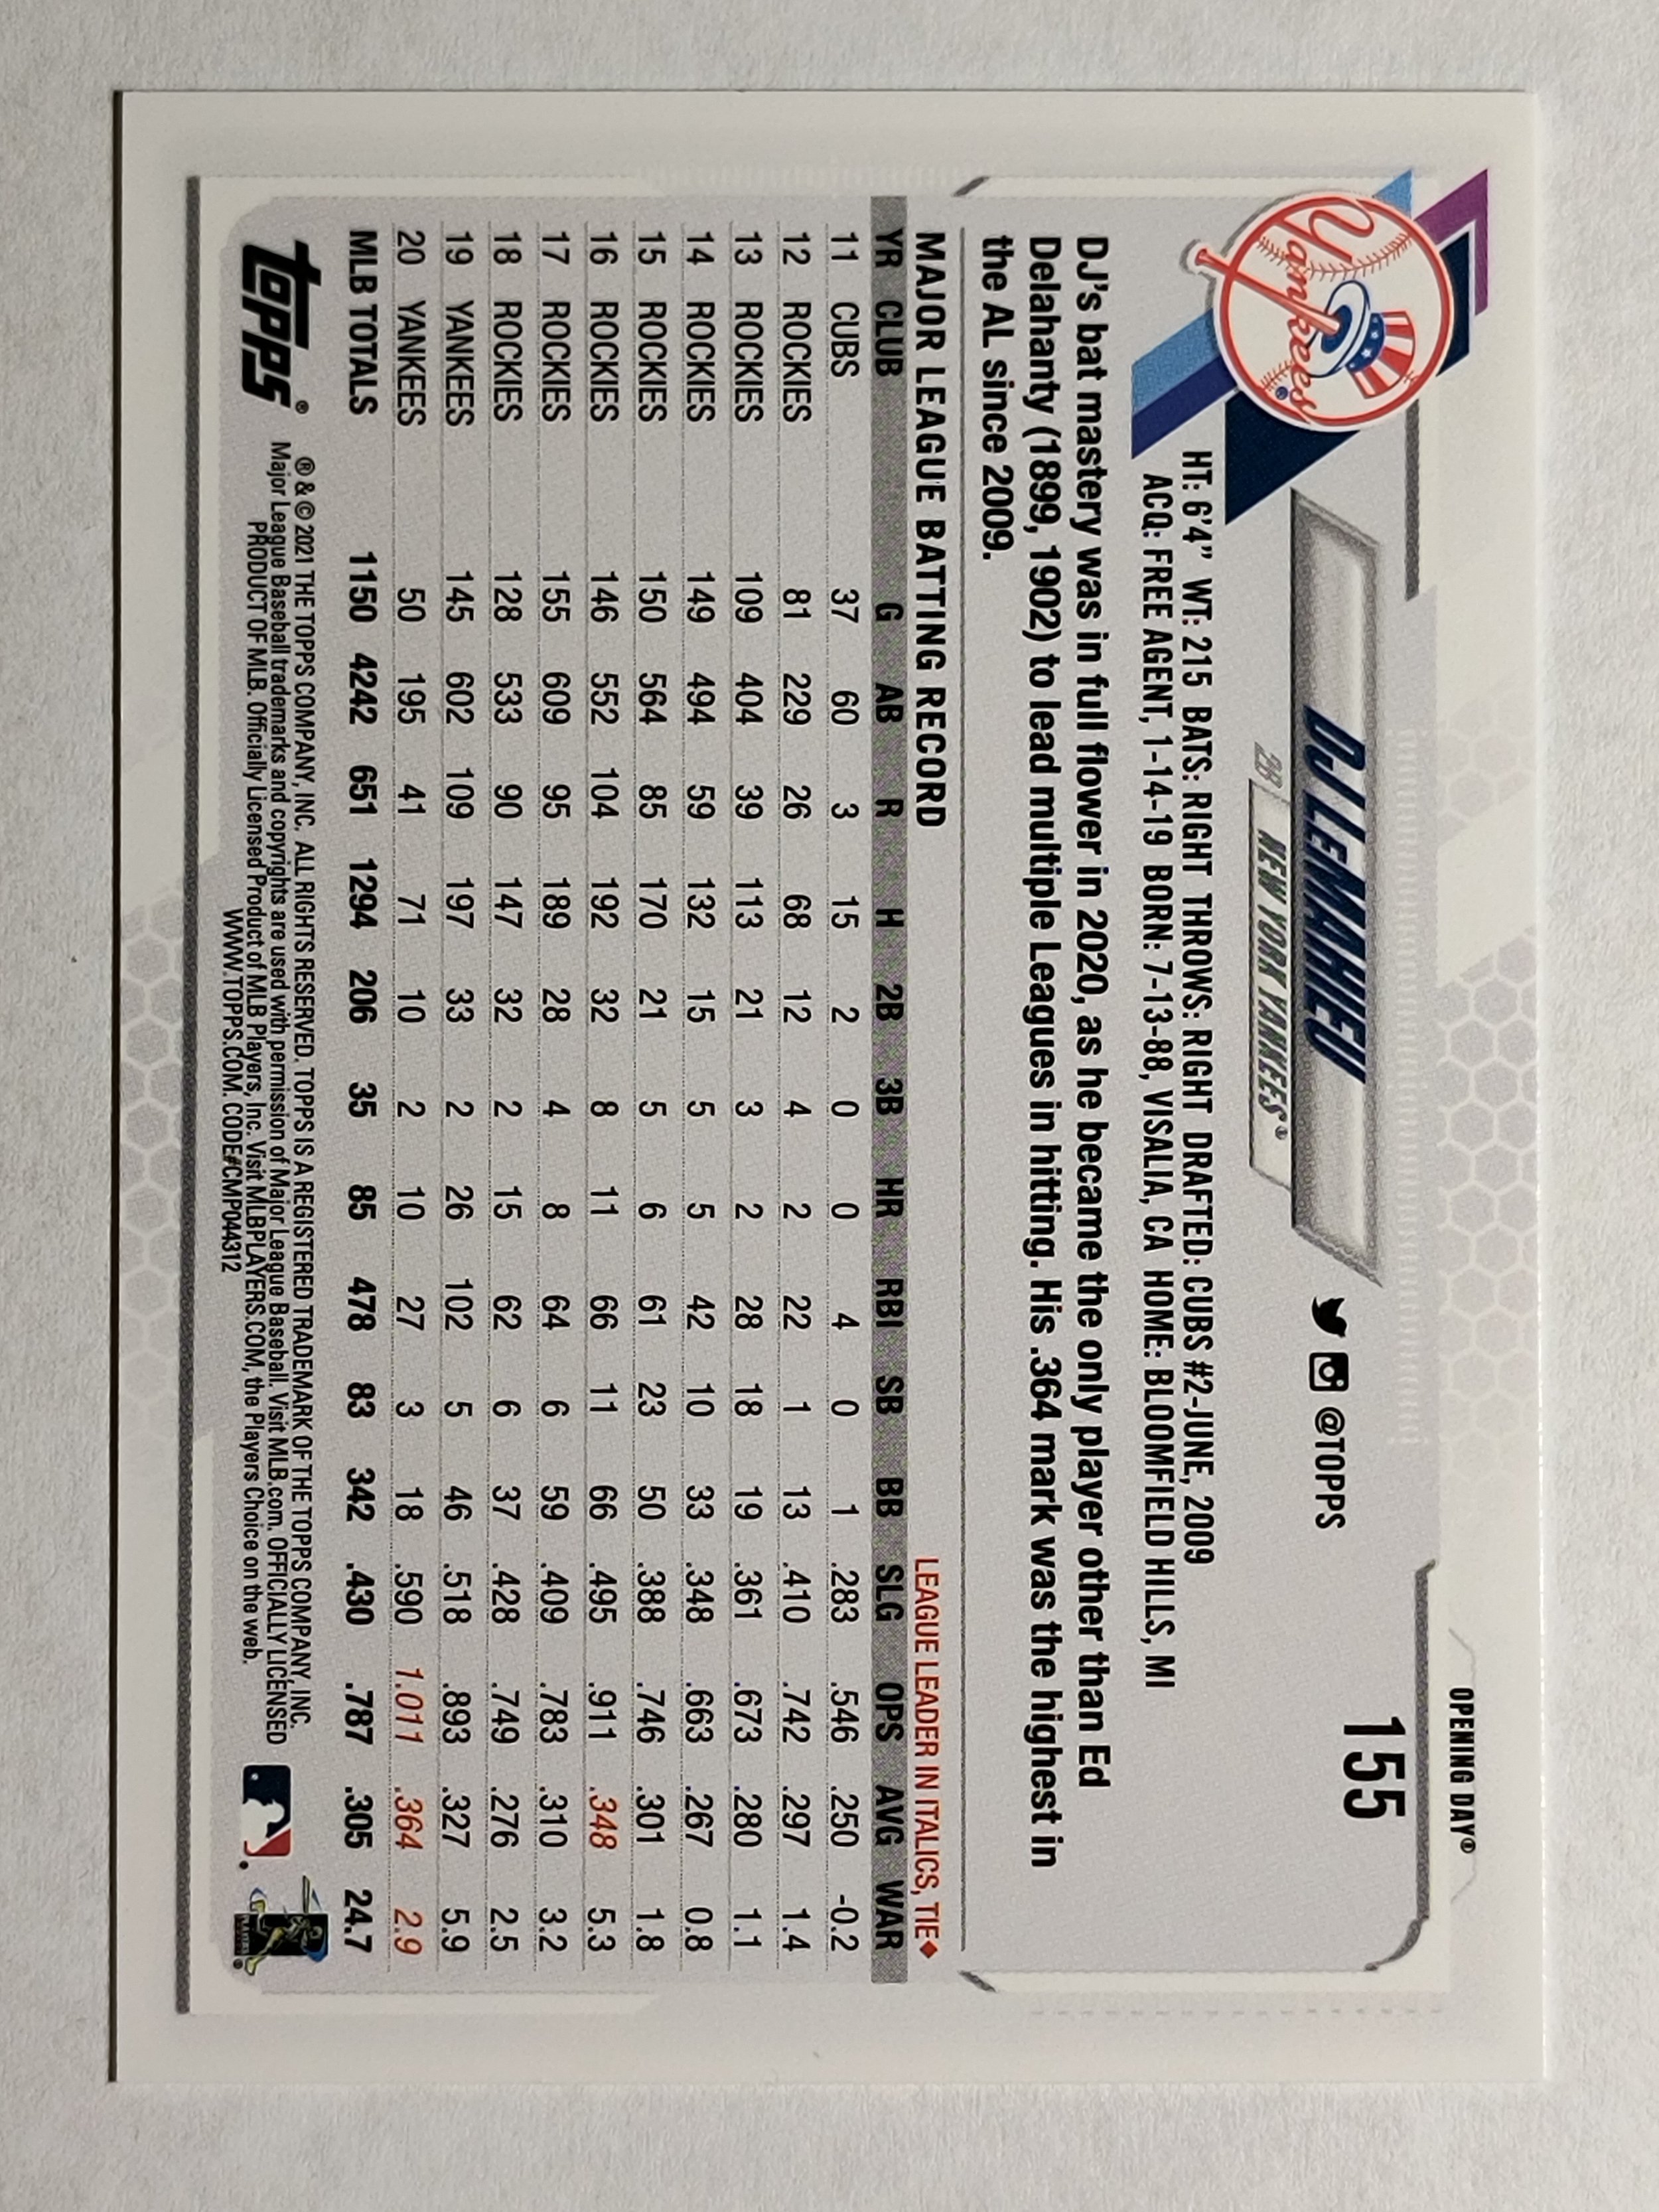 OPENING DAY®
155
Yankees®
DJ LEMAHIEU
@TOPPS
2B NEW YORK YANKEES®
HT: 6'4" WT: 215 BATS: RIGHT THROWS: RIGHT DRAFTED: CUBS #2-JUNE, 2009
ACQ: FREE AGENT, 1-14-19 BORN: 7-13-88, VISALIA, CA HOME: BLOOMFIELD HILLS, MI
DJ's bat mastery was in full flower in 2020, as he became the only player other than Ed
Delahanty (1899, 1902) to lead multiple Leagues in hitting. His .364 mark was the highest in
the AL since 2009.
MAJOR LEAGUE BATTING RECORD LEAGUE LEADER IN ITALICS, TIE♦
YR CLUB G AB R H 2B 3B HR RBI SB BB SLG OPS AVG WAR
11 CUBS 37 60 3 15 2 0 0 4 0 1 .283 .546 .250 -0.2
12 ROCKIES 81 229 26 68 12 4 2 22 1 13 .410 .742 .297 1.4
13 ROCKIES 109 404 39 113 21 3 2 28 18 19 .361 .673 .280 1.1
14 ROCKIES 149 494 59 132 15 5 5 42 10 33 .348 .663 .267 0.8
15 ROCKIES 150 564 85 170 21 5 6 61 23 50 .388 .746 .301 1.8
16 ROCKIES 146 552 104 192 32 8 11 66 11 66 .495 .911 .348 5.3
17 ROCKIES 155 609 95 189 28 4 8 64 6 59 .409 .783 .310 3.2
18 ROCKIES 128 533 90 147 32 2 15 62 6 37 .428 .749 .276 2.5
19 YANKEES 145 602 109 197 33 2 26 102 5 46 .518 .893 .327 5.9
20 YANKEES 50 195 41 71 10 2 10 27 3 18 .590 1.011 .364 2.9
MLB TOTALS 1150 4242 651 1294 206 35 85 478 83 342 .430 .787 .305 24.7
topps®
® & © 2021 THE TOPPS COMPANY, INC. ALL RIGHTS RESERVED. TOPPS IS A REGISTERED TRADEMARK OF THE TOPPS COMPANY, INC.
Major League Baseball trademarks and copyrights are used with permission of Major League Baseball. Visit MLB.com. OFFICIALLY LICENSED
PRODUCT OF MLB. Officially Licensed Product of MLB Players, Inc. Visit MLBPLAYERS.COM, the Players Choice on the web.
WWW.TOPPS.COM. CODE#CMP044312